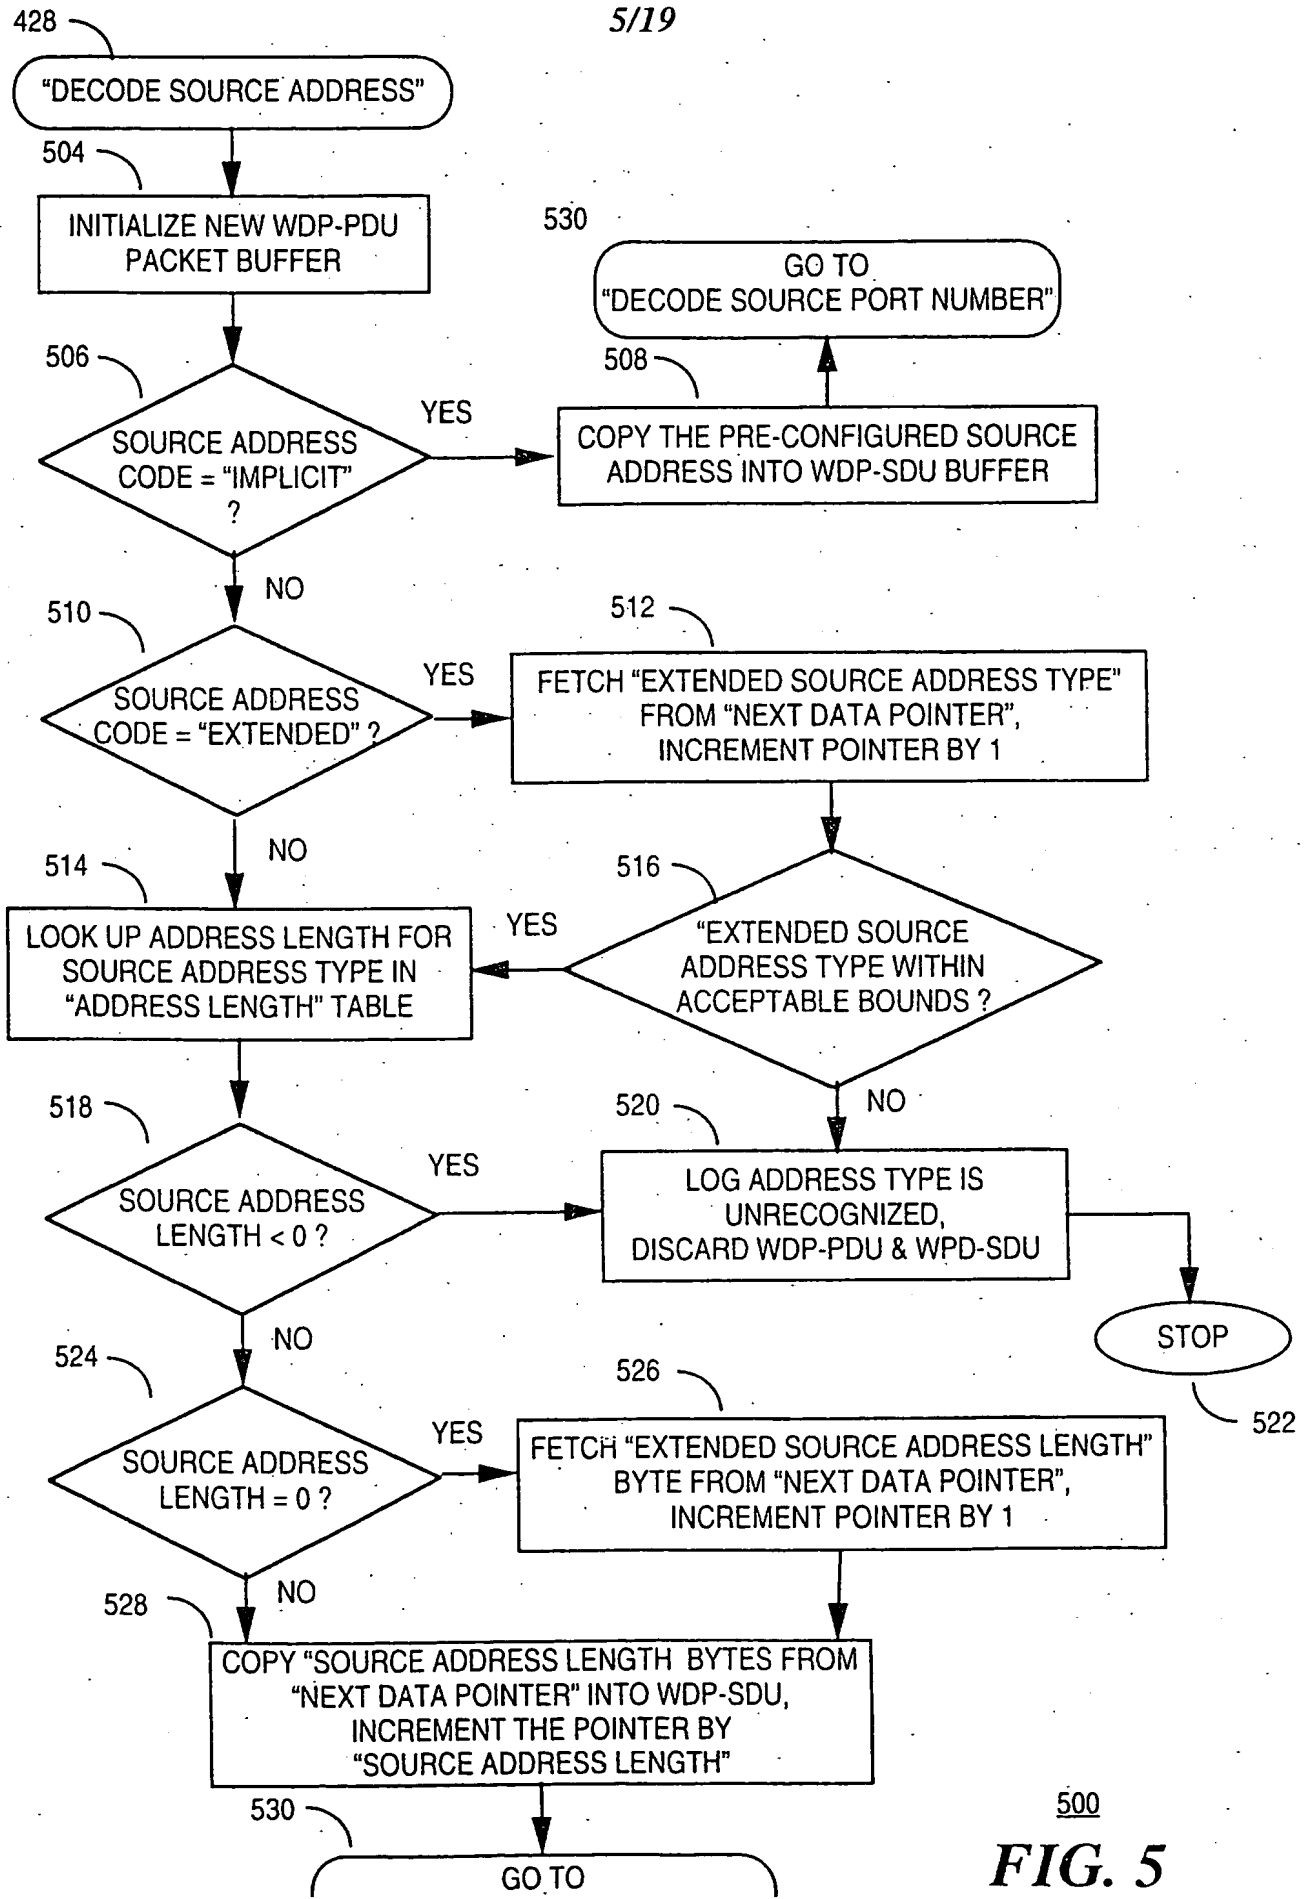 5/19
428
"DECODE SOURCE ADDRESS"
504
INITIALIZE NEW WDP-PDU
PACKET BUFFER
530
GO TO
"DECODE SOURCE PORT NUMBER"
506
SOURCE ADDRESS
CODE = "IMPLICIT"
?
YES
508
COPY THE PRE-CONFIGURED SOURCE
ADDRESS INTO WDP-SDU BUFFER
NO
510
SOURCE ADDRESS
CODE = "EXTENDED" ?
YES
512
FETCH "EXTENDED SOURCE ADDRESS TYPE"
FROM "NEXT DATA POINTER",
INCREMENT POINTER BY 1
NO
514
LOOK UP ADDRESS LENGTH FOR
SOURCE ADDRESS TYPE IN
"ADDRESS LENGTH" TABLE
YES
516
"EXTENDED SOURCE
ADDRESS TYPE WITHIN
ACCEPTABLE BOUNDS ?
NO
518
SOURCE ADDRESS
LENGTH < 0 ?
YES
520
LOG ADDRESS TYPE IS
UNRECOGNIZED,
DISCARD WDP-PDU & WPD-SDU
STOP
522
NO
524
SOURCE ADDRESS
LENGTH = 0 ?
YES
526
FETCH "EXTENDED SOURCE ADDRESS LENGTH"
BYTE FROM "NEXT DATA POINTER",
INCREMENT POINTER BY 1
NO
528
COPY "SOURCE ADDRESS LENGTH BYTES FROM
"NEXT DATA POINTER" INTO WDP-SDU,
INCREMENT THE POINTER BY
"SOURCE ADDRESS LENGTH"
530
GO TO
500
FIG. 5